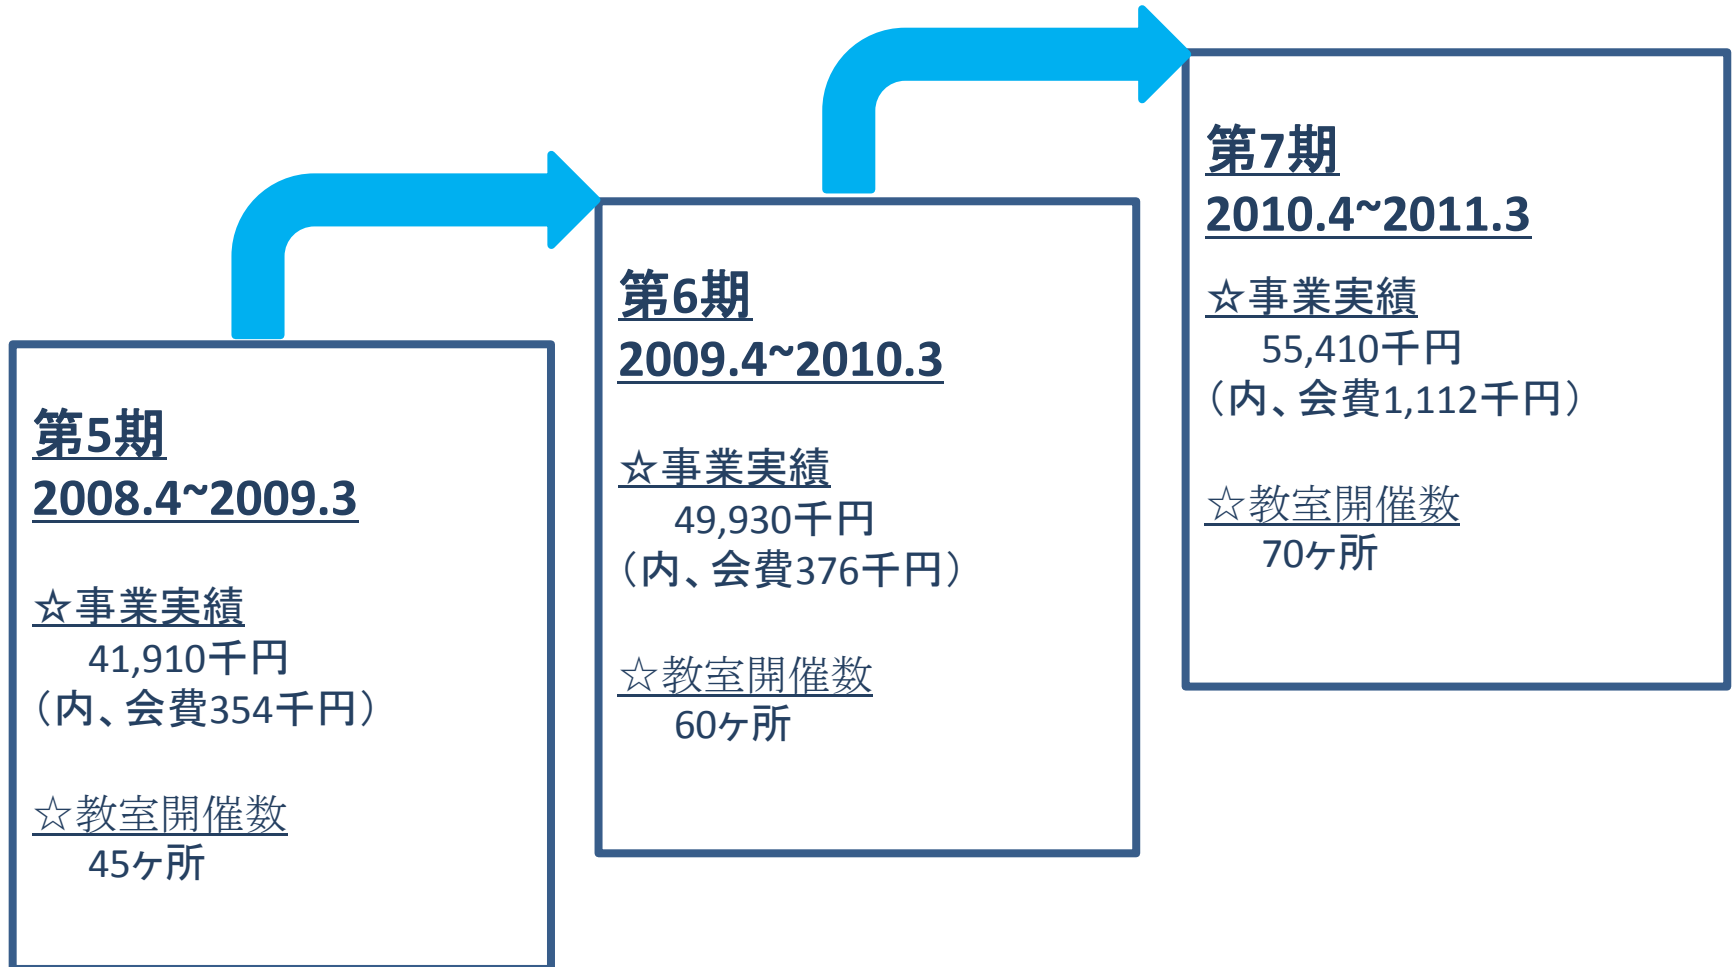 第5期
2008.4~2009.3
☆事業実績
41,910千円
（内、会費354千円）
☆教室開催数
45ヶ所
第6期
2009.4~2010.3
☆事業実績
49,930千円
（内、会費376千円）
☆教室開催数
60ヶ所
第7期
2010.4~2011.3
☆事業実績
55,410千円
（内、会費1,112千円）
☆教室開催数
70ヶ所